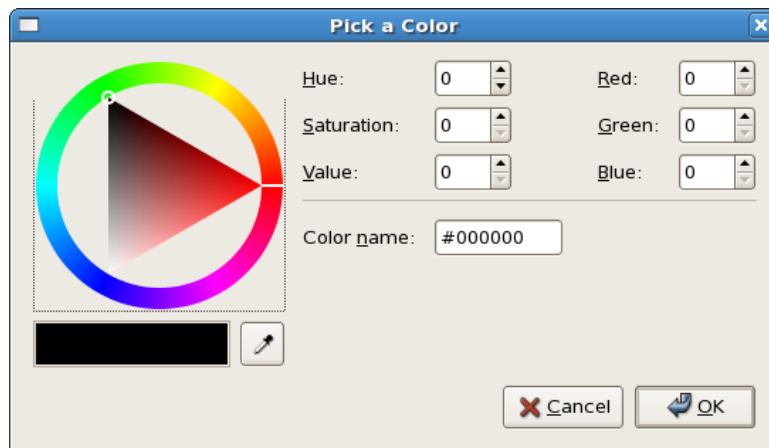 Pick a Color
Hue: 0 Red: 0
Saturation: 0 Green: 0
Value: 0 Blue: 0
Color name: #000000
Cancel OK